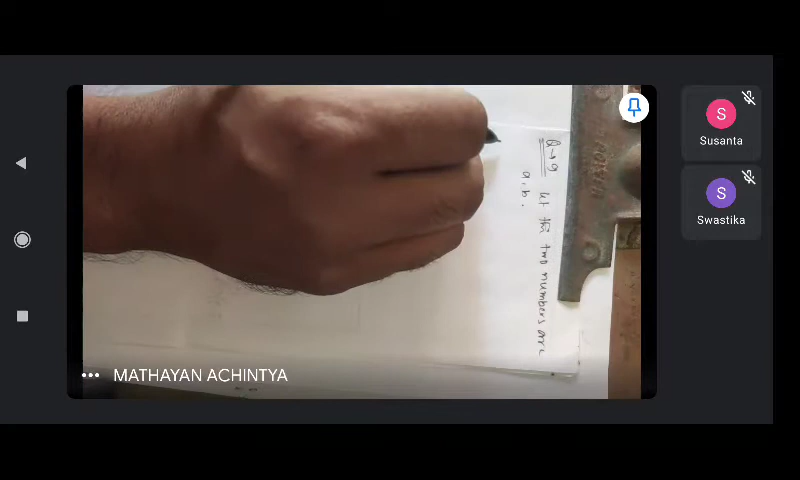 Q→9 let the two numbers are
a, b.
Susanta
Swastika
MATHAYAN ACHINTYA
S
S